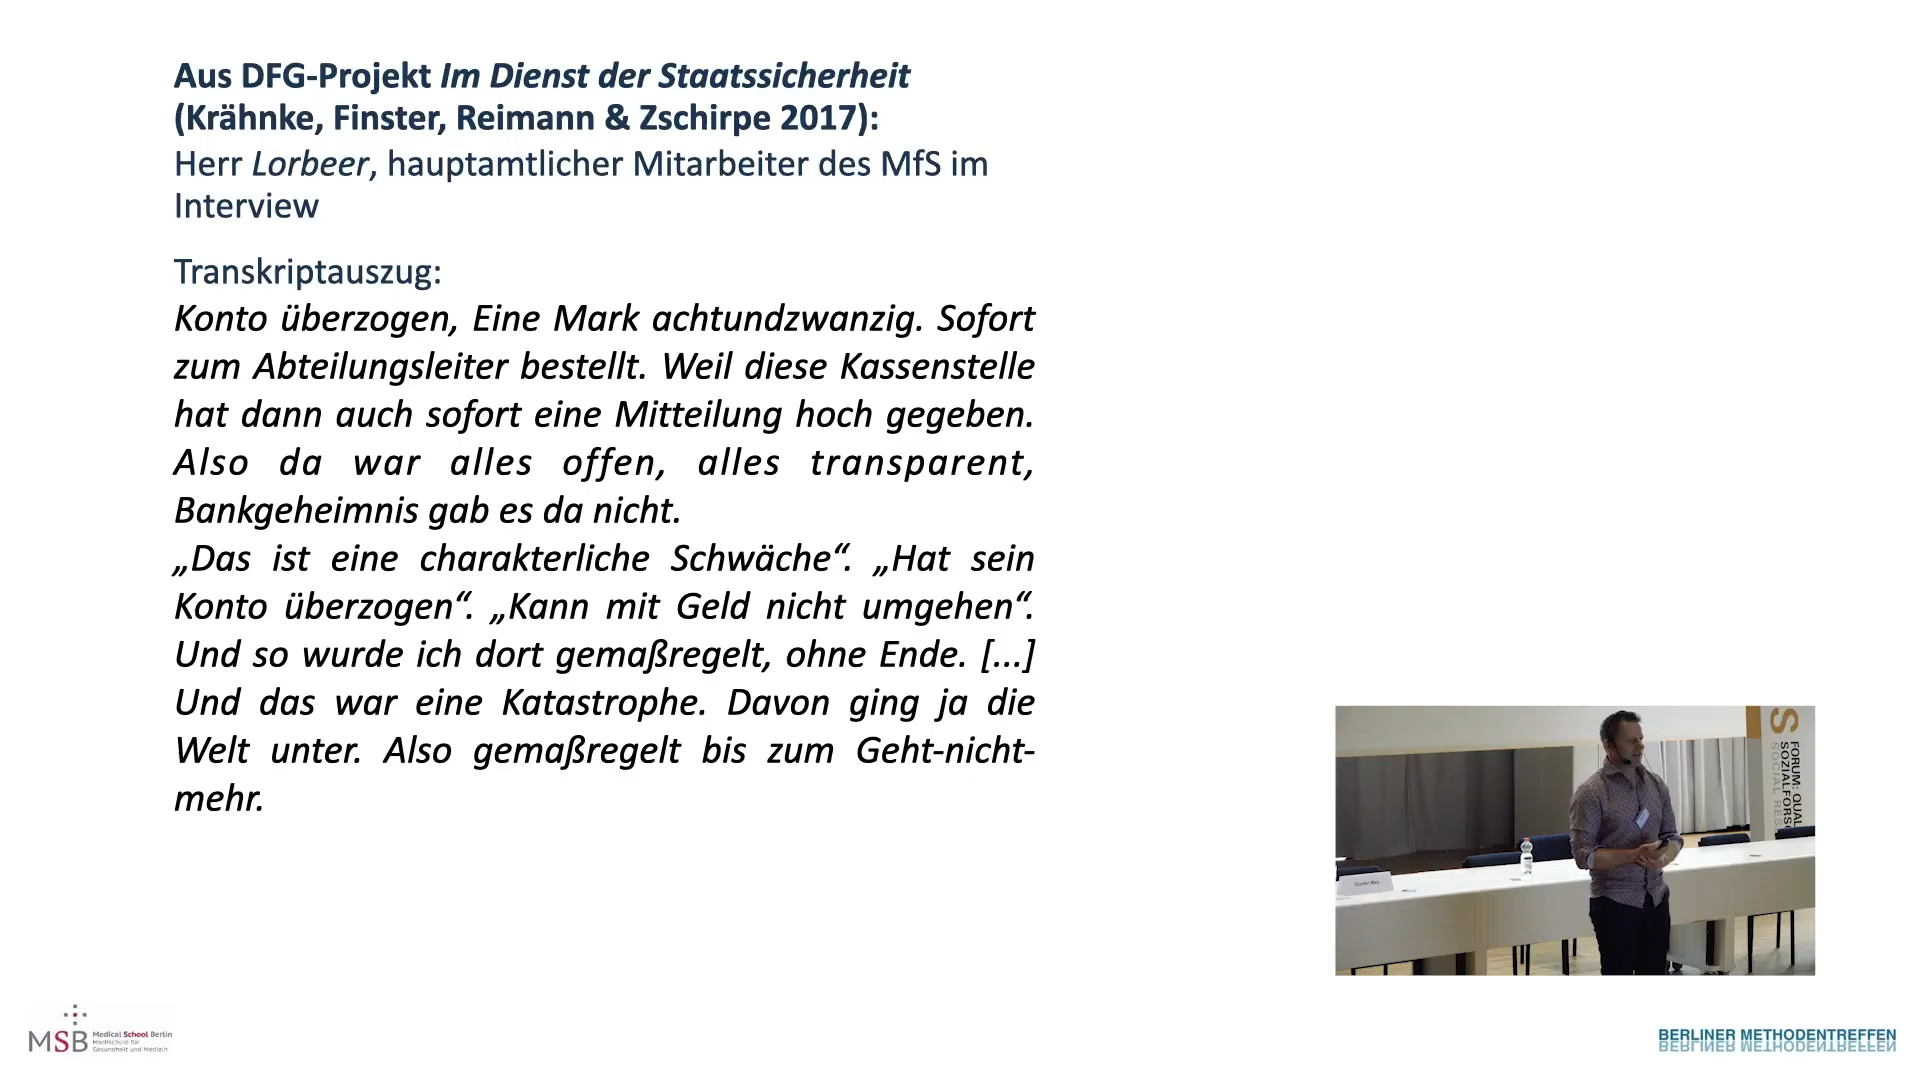 Aus DFG-Projekt Im Dienst der Staatssicherheit
(Krähnke, Finster, Reimann & Zschirpe 2017):
Herr Lorbeer, hauptamtlicher Mitarbeiter des MfS im
Interview
Transkriptauszug:
Konto überzogen, Eine Mark achtundzwanzig. Sofort
zum Abteilungsleiter bestellt. Weil diese Kassenstelle
hat dann auch sofort eine Mitteilung hoch gegeben.
Also da war alles offen, alles transparent,
Bankgeheimnis gab es da nicht.
„Das ist eine charakterliche Schwäche“. „Hat sein
Konto überzogen“. „Kann mit Geld nicht umgehen“.
Und so wurde ich dort gemaßregelt, ohne Ende. [...]
Und das war eine Katastrophe. Davon ging ja die
Welt unter. Also gemaßregelt bis zum Geht-nicht-
mehr.
S
FORUM: QUAL
SOZIALFORS
SOCIAL RES
MSB
Medical School Berlin
Hochschule für
Gesundheit und Medizin
BERLINER METHODENTREFFEN